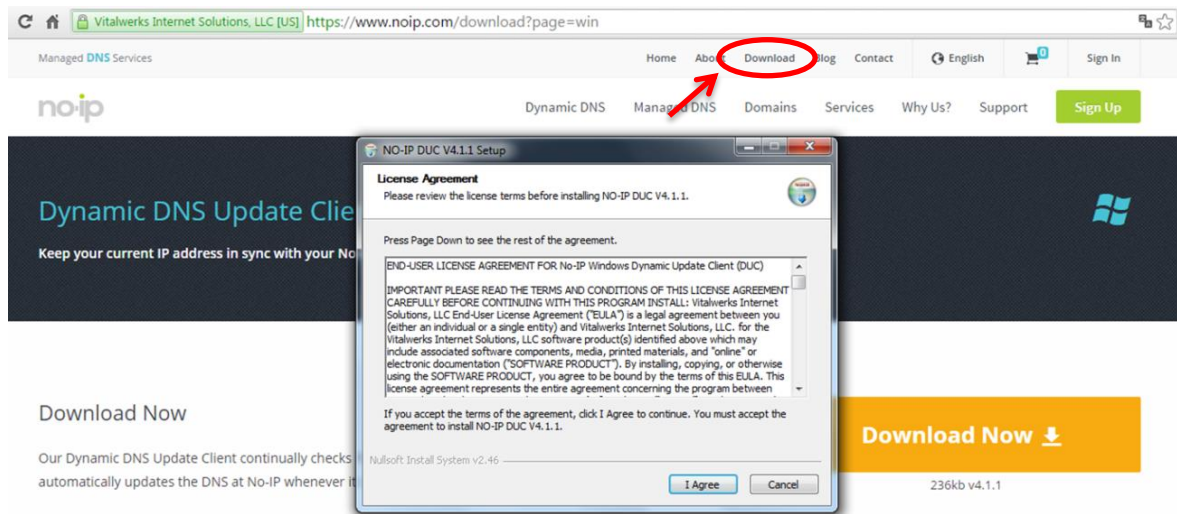 Vitalwerks Internet Solutions, LLC [US] https://www.noip.com/download?page=win
Managed DNS Services Home About Download Blog Contact English 0 Sign In
no-ip Dynamic DNS Managed DNS Domains Services Why Us? Support Sign Up
NO-IP DUC V4.1.1 Setup
License Agreement
Please review the license terms before installing NO-IP DUC V4.1.1.
Dynamic DNS Update Clie
Keep your current IP address in sync with your No
Press Page Down to see the rest of the agreement.
END-USER LICENSE AGREEMENT FOR No-IP Windows Dynamic Update Client (DUC)
IMPORTANT PLEASE READ THE TERMS AND CONDITIONS OF THIS LICENSE AGREEMENT
CAREFULLY BEFORE CONTINUING WITH THIS PROGRAM INSTALL: Vitalwerks Internet
Solutions, LLC End-User License Agreement ("EULA") is a legal agreement between you
(either an individual or a single entity) and Vitalwerks Internet Solutions, LLC. for the
Vitalwerks Internet Solutions, LLC software product(s) identified above which may
include associated software components, media, printed materials, and "online" or
electronic documentation ("SOFTWARE PRODUCT"). By installing, copying, or otherwise
using the SOFTWARE PRODUCT, you agree to be bound by the terms of this EULA. This
license agreement represents the entire agreement concerning the program between
If you accept the terms of the agreement, click I Agree to continue. You must accept the
agreement to install NO-IP DUC V4.1.1.
Nullsoft Install System v2.46
I Agree Cancel
Download Now
Our Dynamic DNS Update Client continually checks
automatically updates the DNS at No-IP whenever it
Download Now
236kb v4.1.1